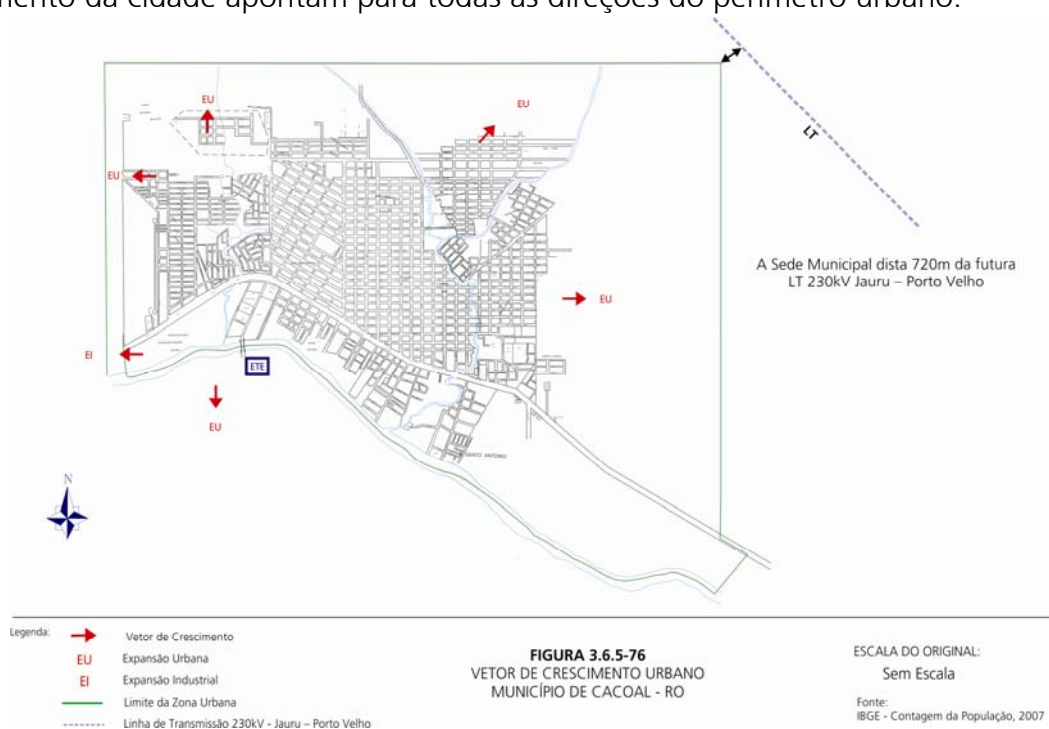 mento da cidade apontam para todas as direções do perímetro urbano.
EU
EU
EU
LT
A Sede Municipal dista 720m da futura
LT 230kV Jauru – Porto Velho
EU
EI
ETE
EU
SANTO ANTONIO
N
Legenda:
Vetor de Crescimento
EU Expansão Urbana
EI Expansão Industrial
Limite da Zona Urbana
Linha de Transmissão 230kV - Jauru – Porto Velho
FIGURA 3.6.5-76
VETOR DE CRESCIMENTO URBANO
MUNICÍPIO DE CACOAL - RO
ESCALA DO ORIGINAL:
Sem Escala
Fonte:
IBGE - Contagem da População, 2007